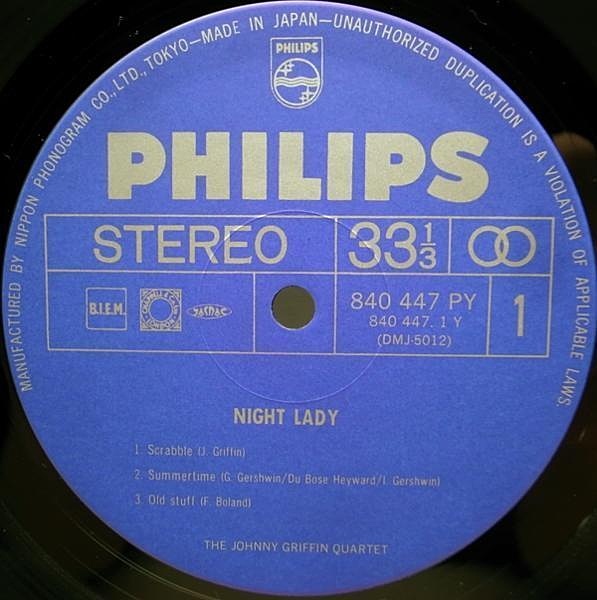 MANUFACTURED BY NIPPON PHONOGRAM CO., LTD., TOKYO—MADE IN JAPAN—UNAUTHORIZED DUPLICATION IS A VIOLATION OF APPLICABLE LAWS.
PHILIPS
PHILIPS
STEREO 33 1/3
B.I.E.M. 840 447 PY 1
840 447. 1 Y
(DMJ-5012)
NIGHT LADY
1. Scrabble (J. Griffin)
2. Summertime (G. Gershwin/Du Bose Heyward/I. Gershwin)
3. Old stuff (F. Boland)
THE JOHNNY GRIFFIN QUARTET